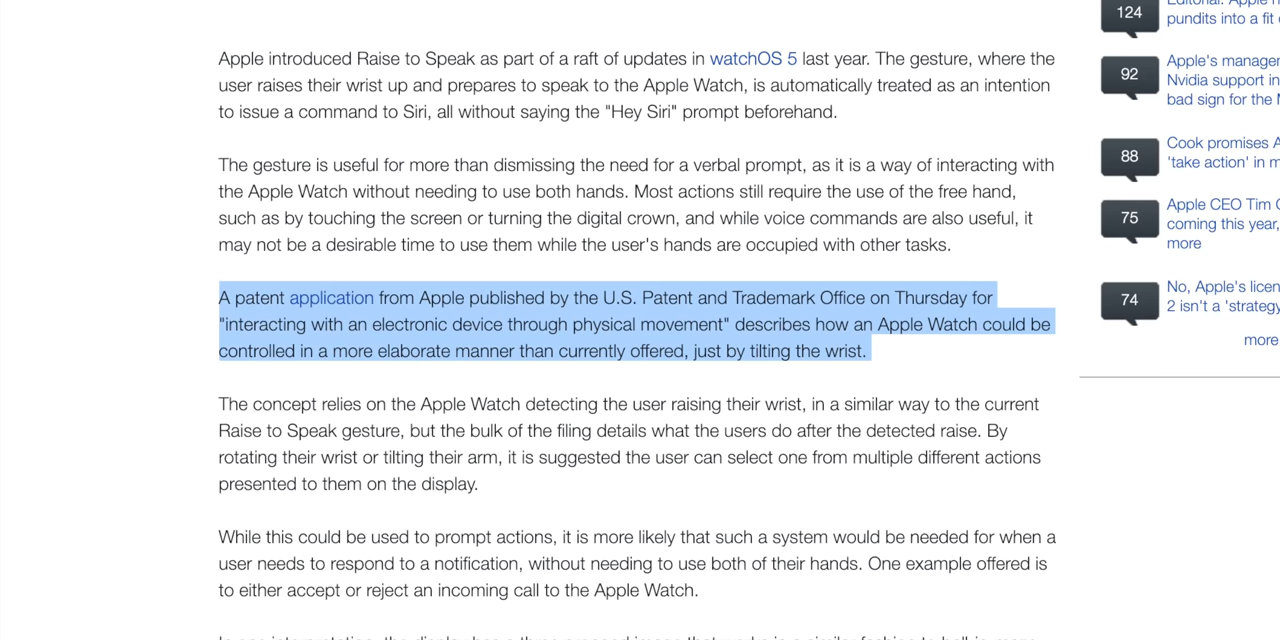 Apple introduced Raise to Speak as part of a raft of updates in watchOS 5 last year. The gesture, where the
user raises their wrist up and prepares to speak to the Apple Watch, is automatically treated as an intention
to issue a command to Siri, all without saying the "Hey Siri" prompt beforehand.
The gesture is useful for more than dismissing the need for a verbal prompt, as it is a way of interacting with
the Apple Watch without needing to use both hands. Most actions still require the use of the free hand,
such as by touching the screen or turning the digital crown, and while voice commands are also useful, it
may not be a desirable time to use them while the user's hands are occupied with other tasks.
A patent application from Apple published by the U.S. Patent and Trademark Office on Thursday for
"interacting with an electronic device through physical movement" describes how an Apple Watch could be
controlled in a more elaborate manner than currently offered, just by tilting the wrist.
The concept relies on the Apple Watch detecting the user raising their wrist, in a similar way to the current
Raise to Speak gesture, but the bulk of the filing details what the users do after the detected raise. By
rotating their wrist or tilting their arm, it is suggested the user can select one from multiple different actions
presented to them on the display.
While this could be used to prompt actions, it is more likely that such a system would be needed for when a
user needs to respond to a notification, without needing to use both of their hands. One example offered is
to either accept or reject an incoming call to the Apple Watch.
124
pundits into a fit
92
Apple's manager
Nvidia support in
bad sign for the
88
Cook promises
'take action' in
75
Apple CEO Tim
coming this year,
more
74
No, Apple's
2 isn't a 'strategy
more